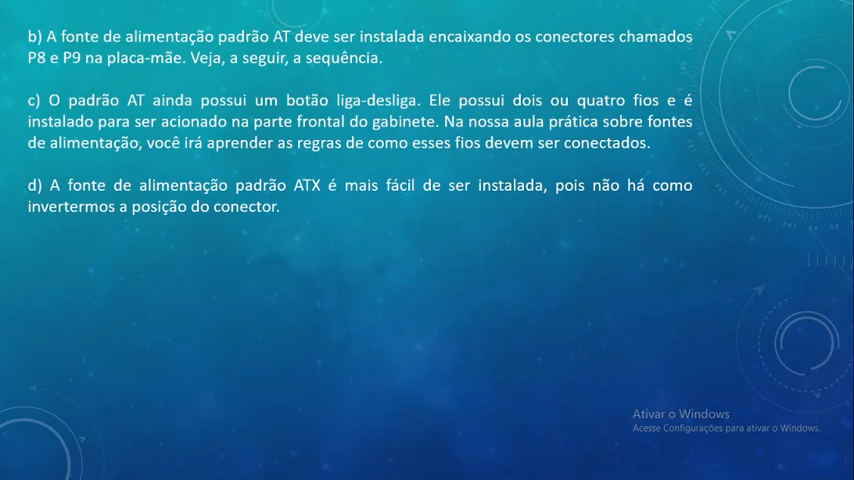 b) A fonte de alimentação padrão AT deve ser instalada encaixando os conectores chamados
P8 e P9 na placa-mãe. Veja, a seguir, a sequência.
c) O padrão AT ainda possui um botão liga-desliga. Ele possui dois ou quatro fios e é
instalado para ser acionado na parte frontal do gabinete. Na nossa aula prática sobre fontes
de alimentação, você irá aprender as regras de como esses fios devem ser conectados.
d) A fonte de alimentação padrão ATX é mais fácil de ser instalada, pois não há como
invertermos a posição do conector.
Ativar o Windows
Acesse Configurações para ativar o Windows.